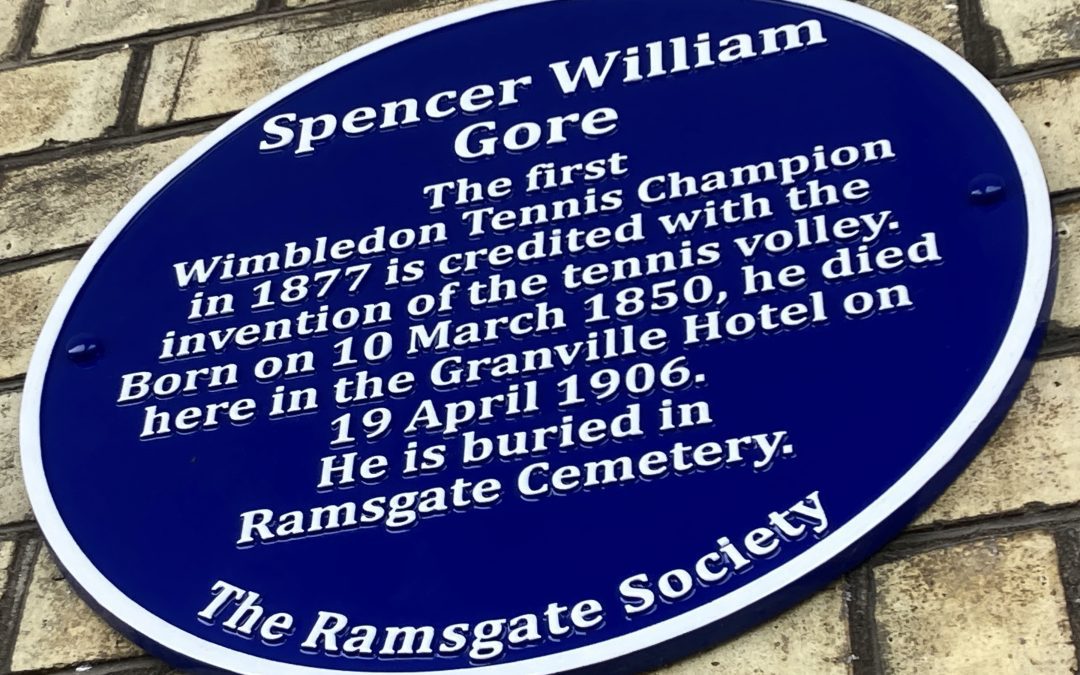 Spencer William
Gore
The first
Wimbledon Tennis Champion
in 1877 is credited with the
invention of the tennis volley.
Born on 10 March 1850, he died
here in the Granville Hotel on
19 April 1906.
He is buried in
Ramsgate Cemetery.
The Ramsgate Society